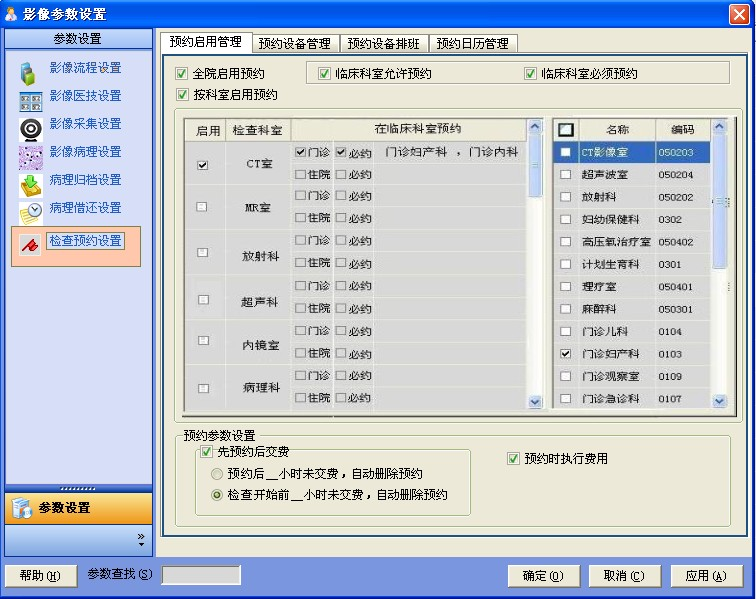 影像参数设置
参数设置
影像流程设置
影像医技设置
影像采集设置
影像病理设置
病理归档设置
病理借还设置
检查预约设置
参数设置
预约启用管理 预约设备管理 预约设备排班 预约日历管理
全院启用预约 临床科室允许预约 临床科室必须预约
按科室启用预约
启用 检查科室 在临床科室预约
CT室 门诊 必约 门诊妇产科 ，门诊内科
住院 必约
MR室 门诊 必约
住院 必约
放射科 门诊 必约
住院 必约
超声科 门诊 必约
住院 必约
内镜室 门诊 必约
住院 必约
病理科 门诊 必约
住院 必约
名称 编码
CT影像室 050203
超声波室 050204
放射科 050202
妇幼保健科 0302
高压氧治疗室 050402
计划生育科 0301
理疗室 050401
麻醉科 050301
门诊儿科 0104
门诊妇产科 0103
门诊观察室 0109
门诊急诊科 0107
预约参数设置
先预约后交费
预约后__小时未交费，自动删除预约
检查开始前__小时未交费，自动删除预约
预约时执行费用
帮助(H) 参数查找(S) 确定(O) 取消(C) 应用(A)